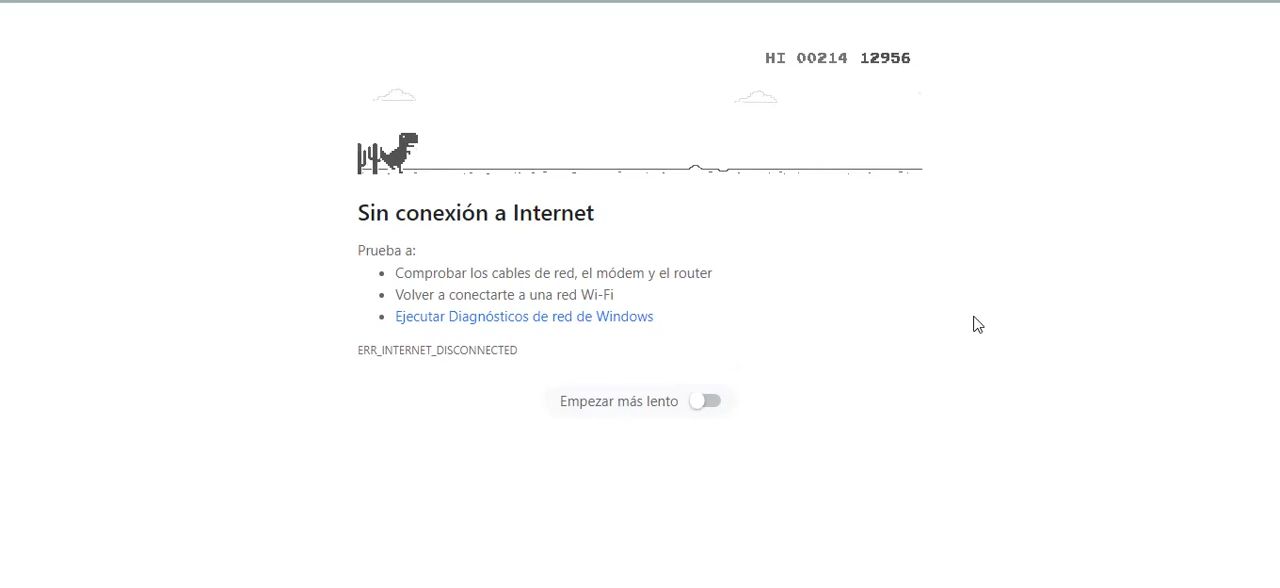 HI 00214 12956
Sin conexión a Internet
Prueba a:
Comprobar los cables de red, el módem y el router
Volver a conectarte a una red Wi-Fi
Ejecutar Diagnósticos de red de Windows
ERR_INTERNET_DISCONNECTED
Empezar más lento